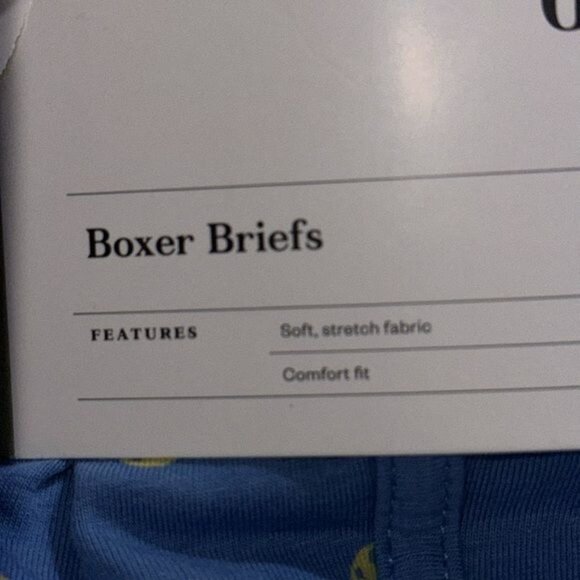 Boxer Briefs
FEATURES Soft, stretch fabric
Comfort fit